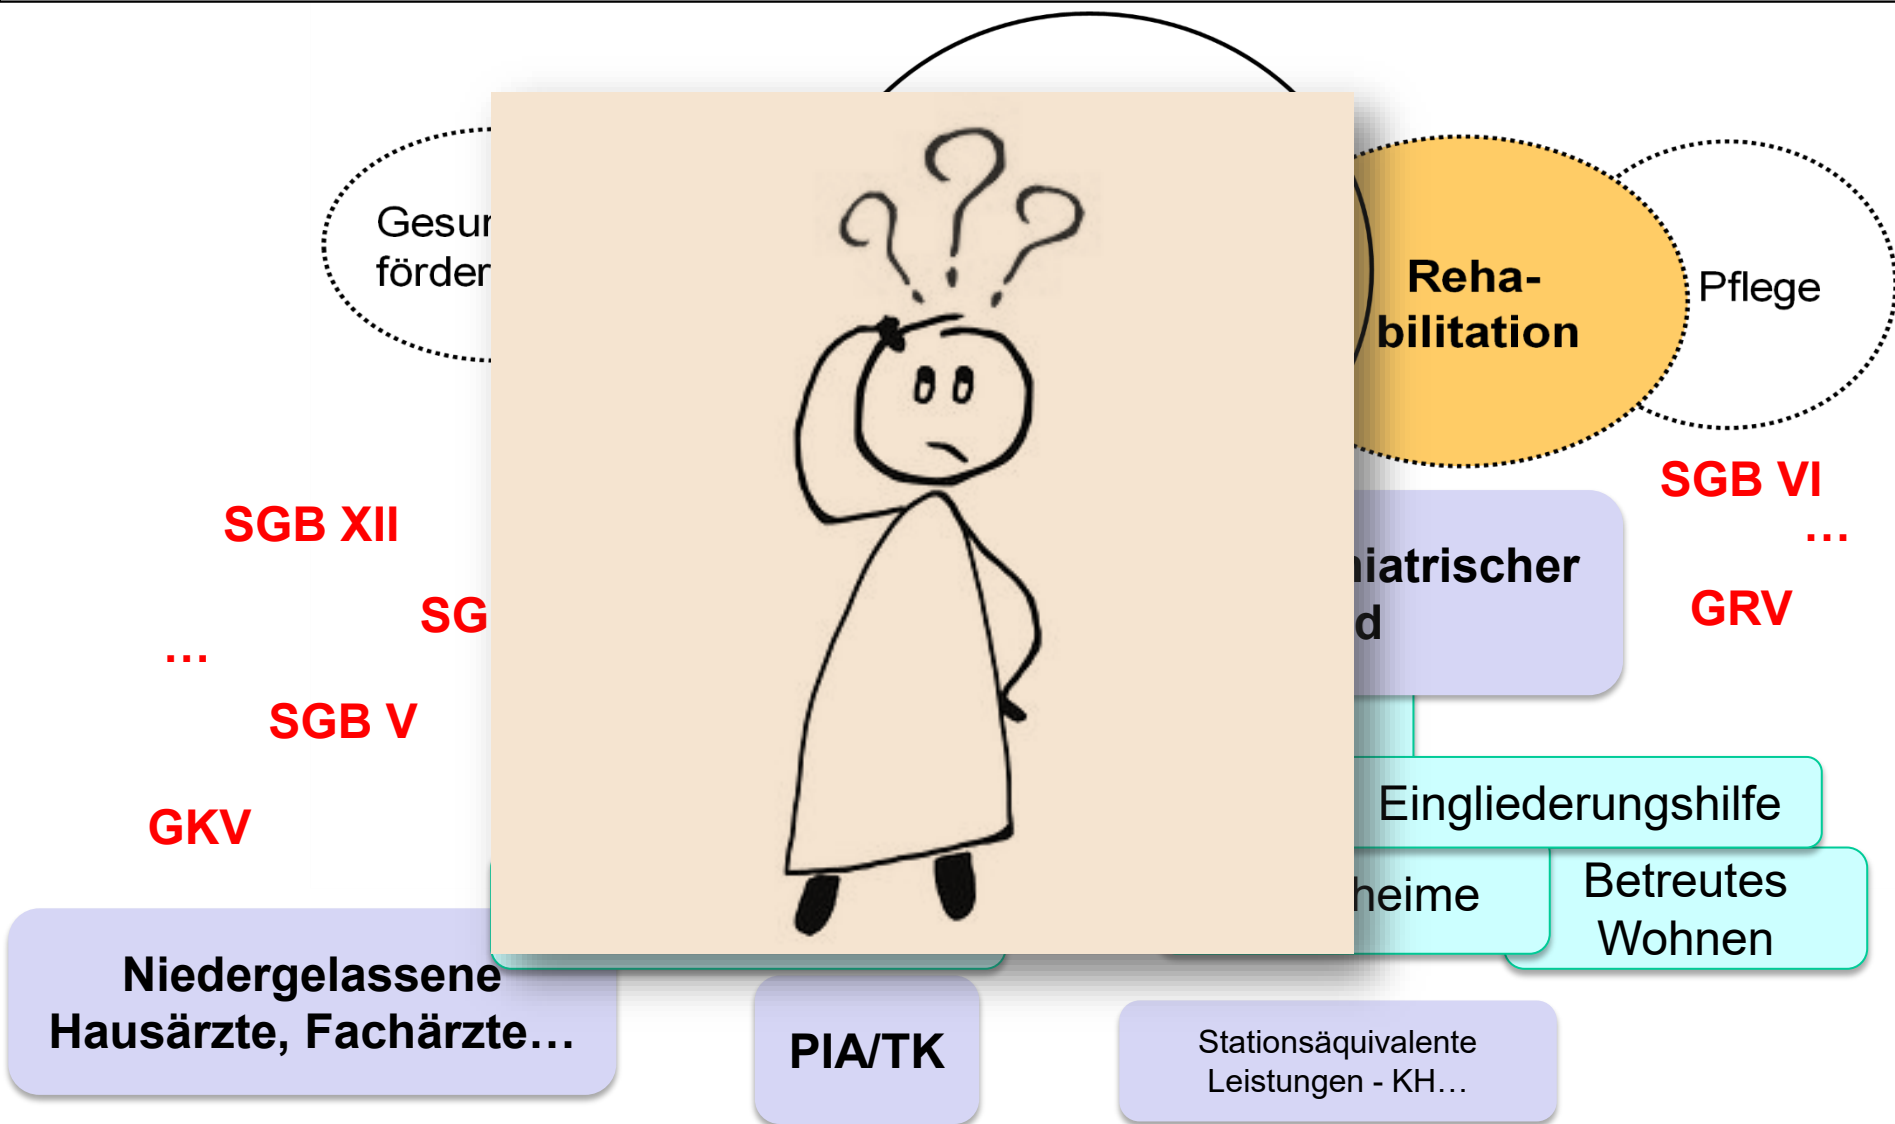 Gesun
förder
Reha-
bilitation
Pflege
SGB XII
SG
...
SGB V
GKV
SGB VI
...
GRV
iatrischer
d
Eingliederungshilfe
heime
Betreutes
Wohnen
Niedergelassene
Hausärzte, Fachärzte...
PIA/TK
Stationsäquivalente
Leistungen - KH...
? ? ?